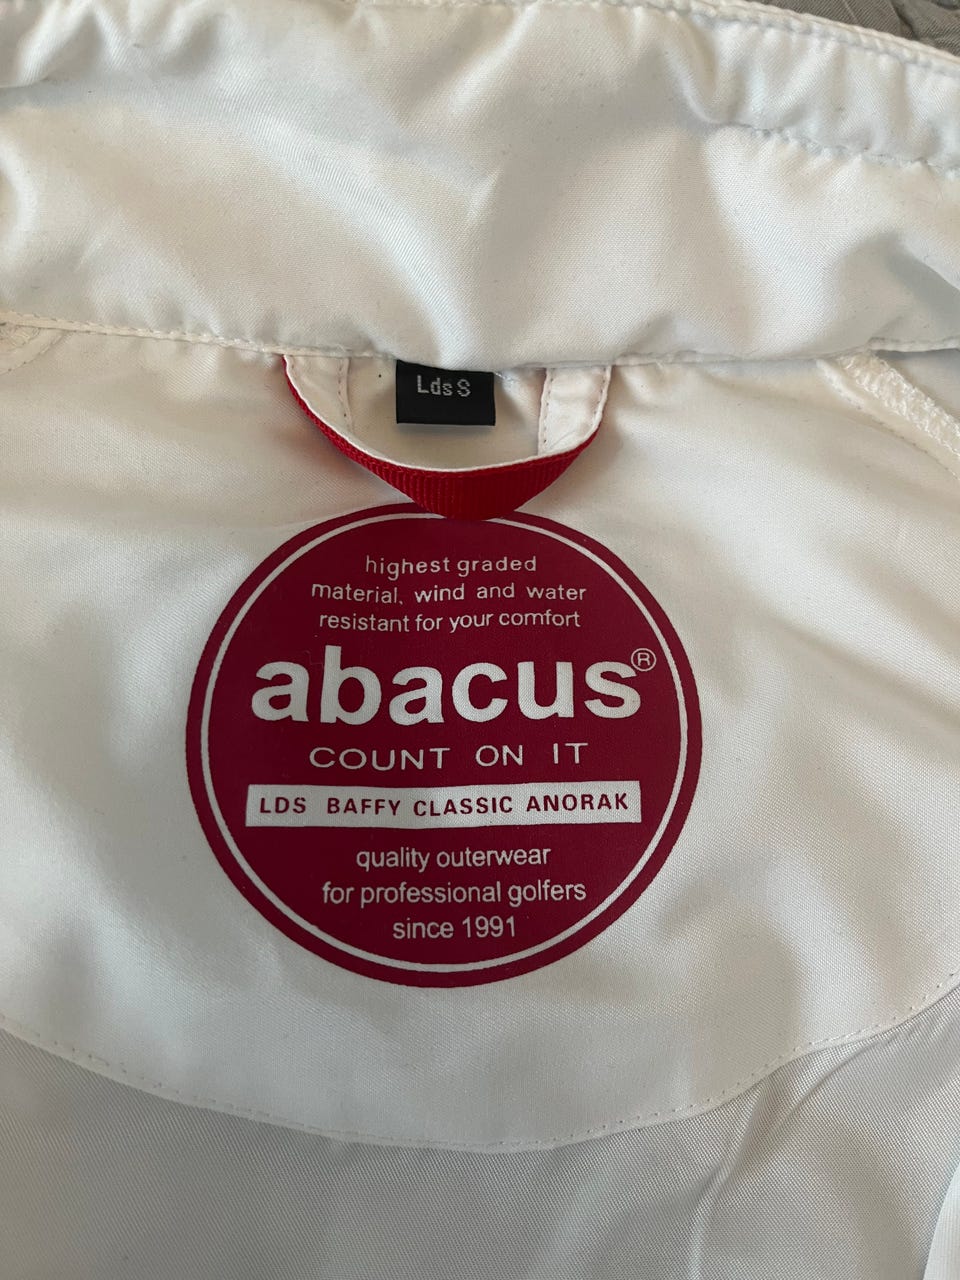 Lds S
highest graded
material, wind and water
resistant for your comfort
abacus®
COUNT ON IT
LDS BAFFY CLASSIC ANORAK
quality outerwear
for professional golfers
since 1991